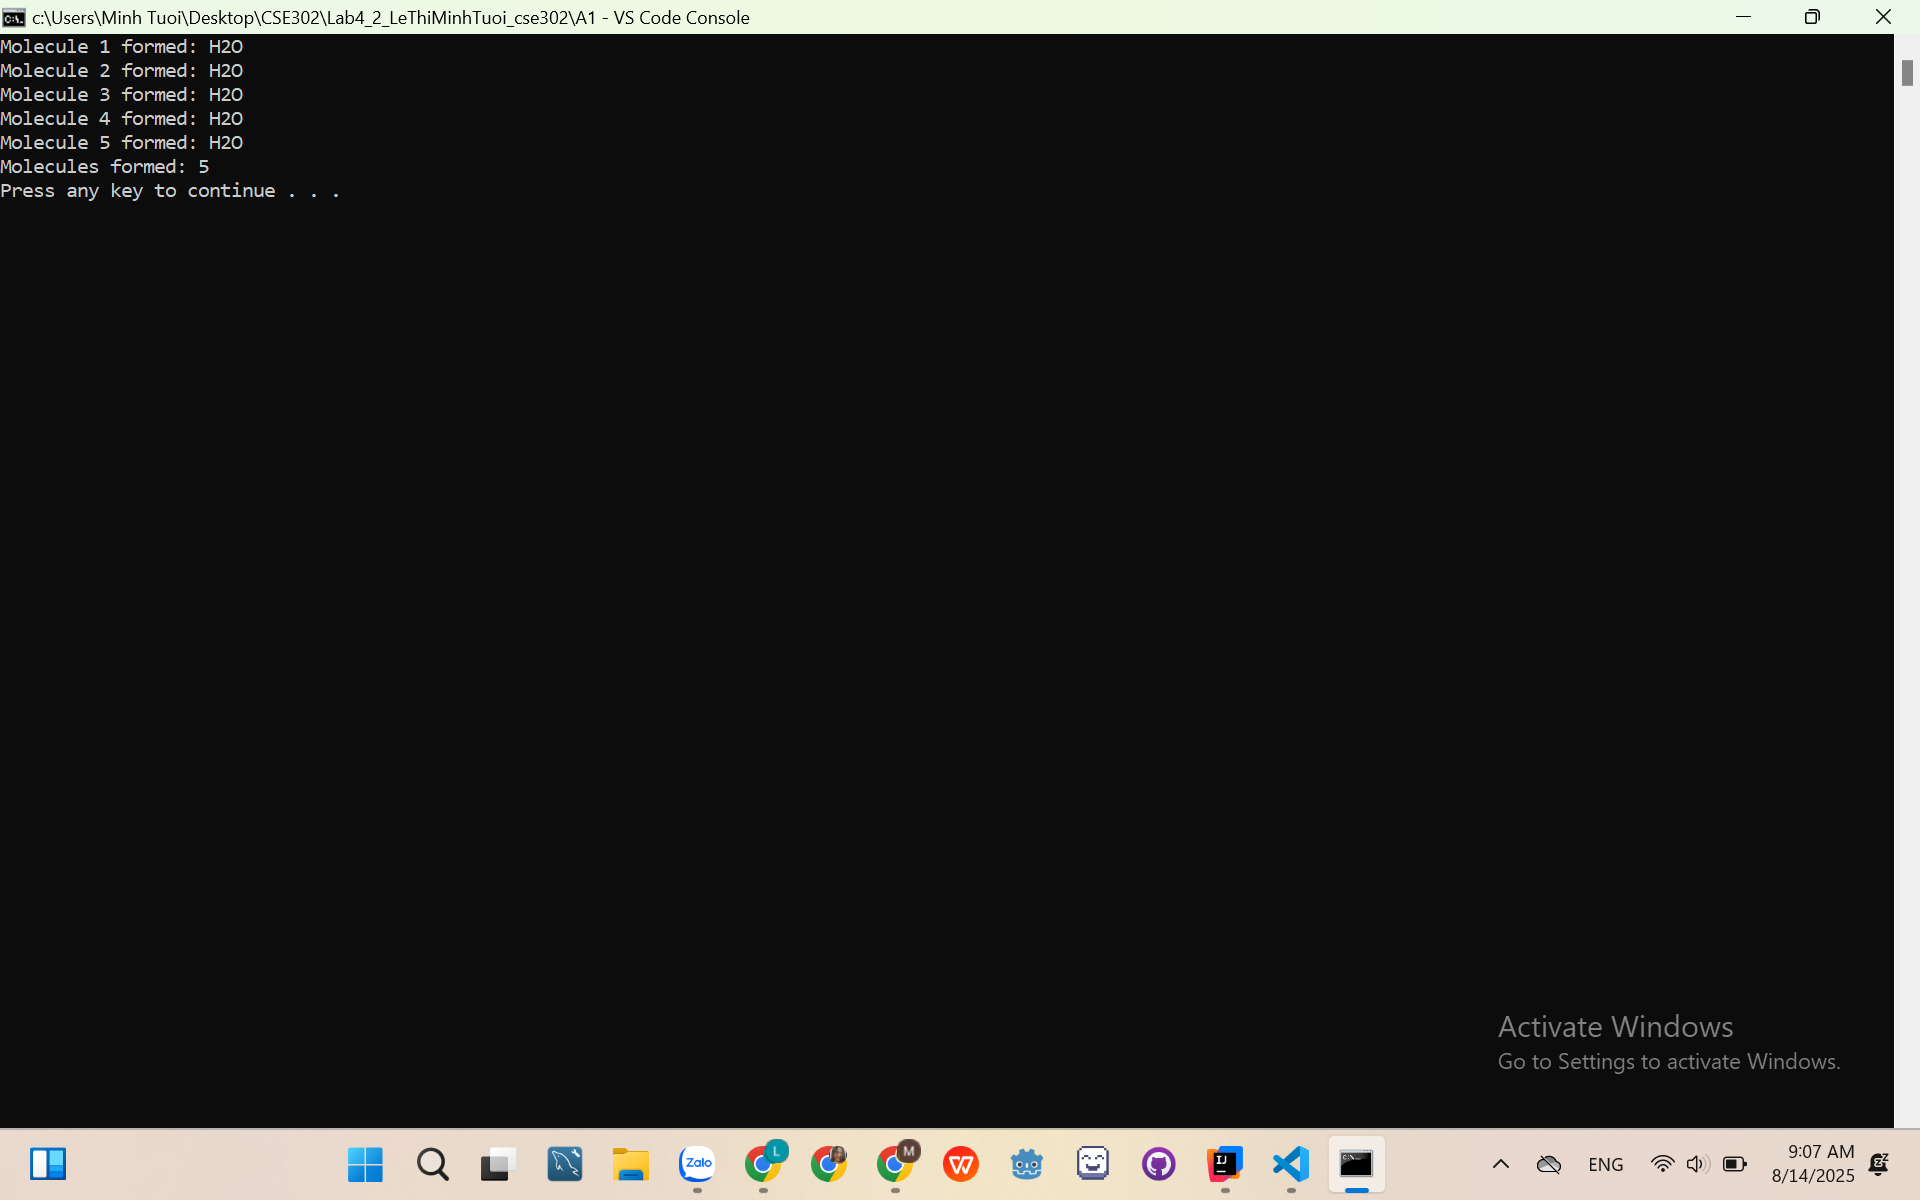 c:\Users\Minh Tuoi\Desktop\CSE302\Lab4_2_LeThiMinhTuoi_cse302\A1 - VS Code Console
Molecule 1 formed: H2O
Molecule 2 formed: H2O
Molecule 3 formed: H2O
Molecule 4 formed: H2O
Molecule 5 formed: H2O
Molecules formed: 5
Press any key to continue . . .
Activate Windows
Go to Settings to activate Windows.
Zalo
L
M
W
IJ
ENG
9:07 AM
8/14/2025